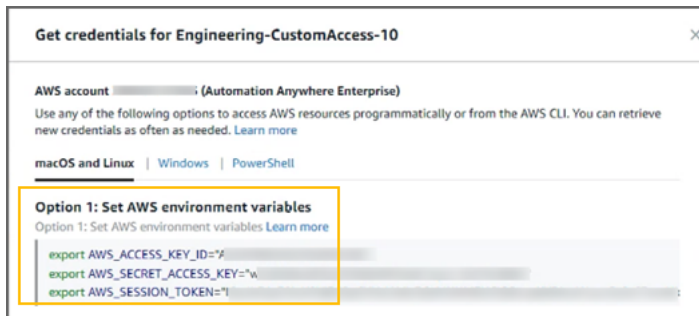 Get credentials for Engineering-CustomAccess-10
AWS account (Automation Anywhere Enterprise)
Use any of the following options to access AWS resources programmatically or from the AWS CLI. You can retrieve
new credentials as often as needed. Learn more
macOS and Linux | Windows | PowerShell
Option 1: Set AWS environment variables
Option 1: Set AWS environment variables Learn more
export AWS_ACCESS_KEY_ID="A
export AWS_SECRET_ACCESS_KEY="w
export AWS_SESSION_TOKEN="I